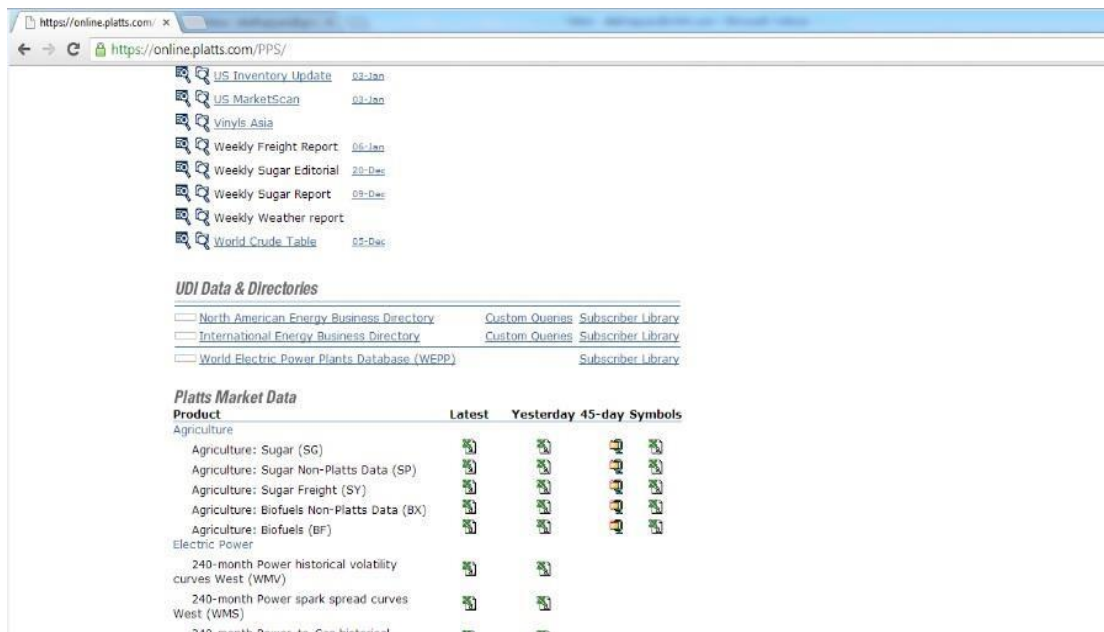 https://online.platts.com/
https://online.platts.com/PPS/
US Inventory Update 03-Jan
US MarketScan 03-Jan
Vinyls Asia
Weekly Freight Report 06-Jan
Weekly Sugar Editorial 20-Dec
Weekly Sugar Report 09-Dec
Weekly Weather report
World Crude Table 05-Dec
UDI Data & Directories
North American Energy Business Directory Custom Queries Subscriber Library
International Energy Business Directory Custom Queries Subscriber Library
World Electric Power Plants Database (WEPP) Subscriber Library
Platts Market Data
Product Latest Yesterday 45-day Symbols
Agriculture
Agriculture: Sugar (SG)
Agriculture: Sugar Non-Platts Data (SP)
Agriculture: Sugar Freight (SY)
Agriculture: Biofuels Non-Platts Data (BX)
Agriculture: Biofuels (BF)
Electric Power
240-month Power historical volatility
curves West (WMV)
240-month Power spark spread curves
West (WMS)
240-month Power-to-Gas historical